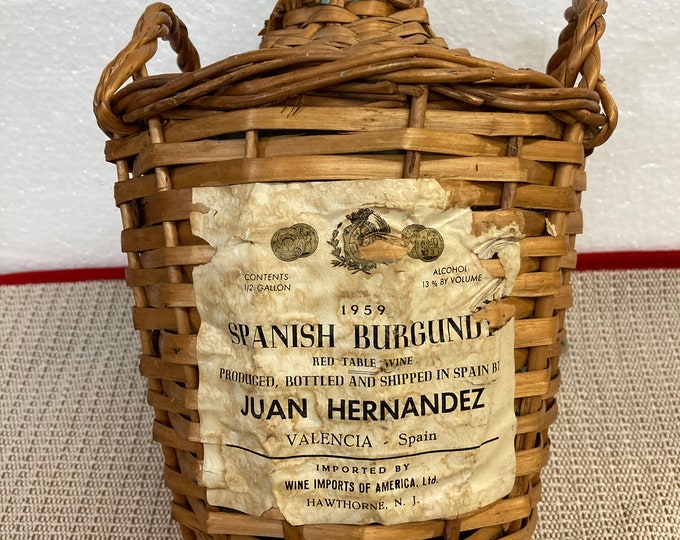 CONTENTS:
1/2 GALLON
ALCOHOL:
13 % BY VOLUME
1959
SPANISH BURGUND
RED TABLE WINE
PRODUCED, BOTTLED AND SHIPPED IN SPAIN B
JUAN HERNANDEZ
VALENCIA - Spain
IMPORTED BY
WINE IMPORTS OF AMERICA, Ltd.
HAWTHORNE, N. J.